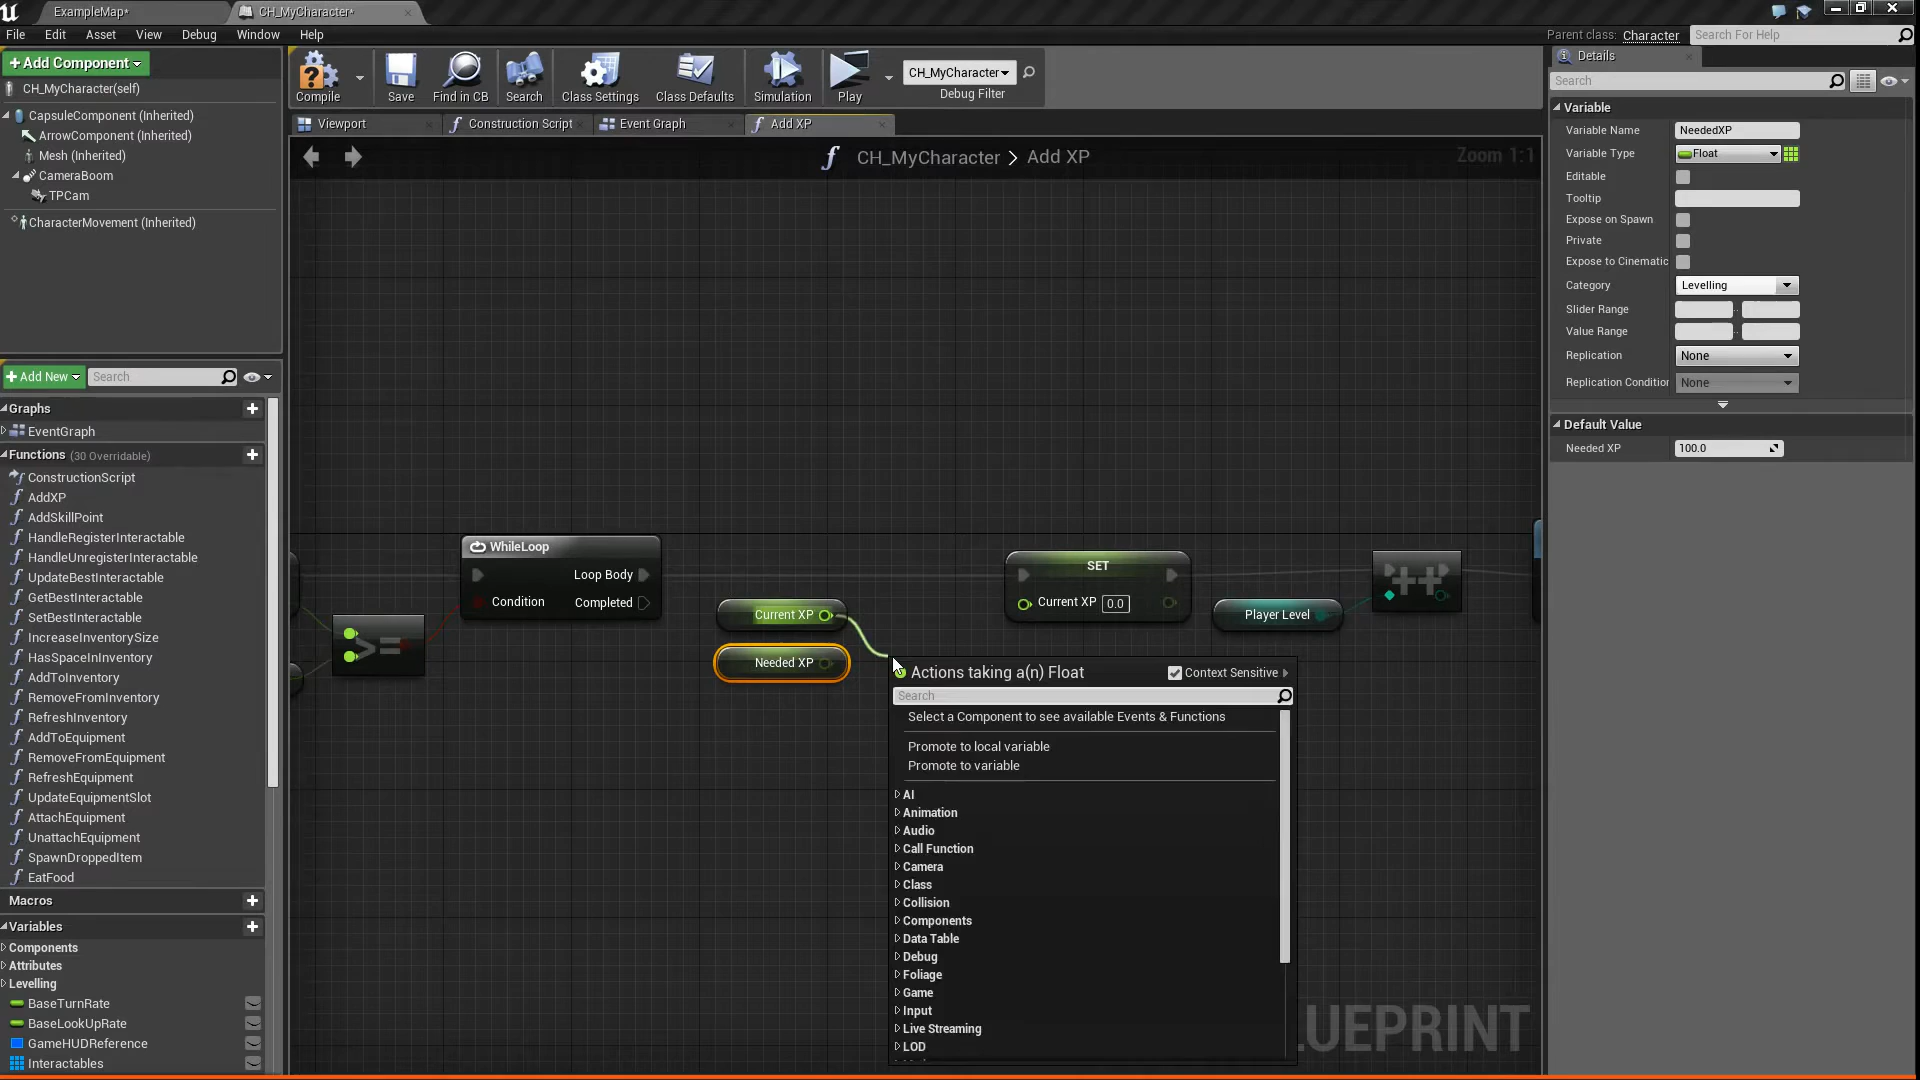 ExampleMap*
CH_MyCharacter*
File Edit Asset View Debug Window Help
Parent class: Character
Search For Help
Add Component
CH_MyCharacter(self)
CapsuleComponent (Inherited)
ArrowComponent (Inherited)
Mesh (Inherited)
CameraBoom
TPCam
CharacterMovement (Inherited)
Compile
Save
Find in CB
Search
Class Settings
Class Defaults
Simulation
Play
CH_MyCharacter
Debug Filter
Viewport
Construction Script
Event Graph
Add XP
CH_MyCharacter > Add XP
Zoom 1:1
Add New
Search
Graphs
EventGraph
Functions (30 Overridable)
ConstructionScript
AddXP
AddSkillPoint
HandleRegisterInteractable
HandleUnregisterInteractable
UpdateBestInteractable
GetBestInteractable
SetBestInteractable
IncreaseInventorySize
HasSpaceInInventory
AddToInventory
RemoveFromInventory
RefreshInventory
AddToEquipment
RemoveFromEquipment
RefreshEquipment
UpdateEquipmentSlot
AttachEquipment
UnattachEquipment
SpawnDroppedItem
EatFood
Macros
Variables
Components
Attributes
Levelling
BaseTurnRate
BaseLookUpRate
GameHUDReference
Interactables
>=
WhileLoop
Loop Body
Condition
Completed
Current XP
Needed XP
SET
Current XP 0.0
Player Level
++
Actions taking a(n) Float
Context Sensitive
Search
Select a Component to see available Events & Functions
Promote to local variable
Promote to variable
AI
Animation
Audio
Call Function
Camera
Class
Collision
Components
Data Table
Debug
Foliage
Game
Input
Live Streaming
LOD
LUEPRINT
Details
Search
Variable
Variable Name NeededXP
Variable Type Float
Editable
Tooltip
Expose on Spawn
Private
Expose to Cinematic
Category Levelling
Slider Range
Value Range
Replication None
Replication Condition None
Default Value
Needed XP 100.0